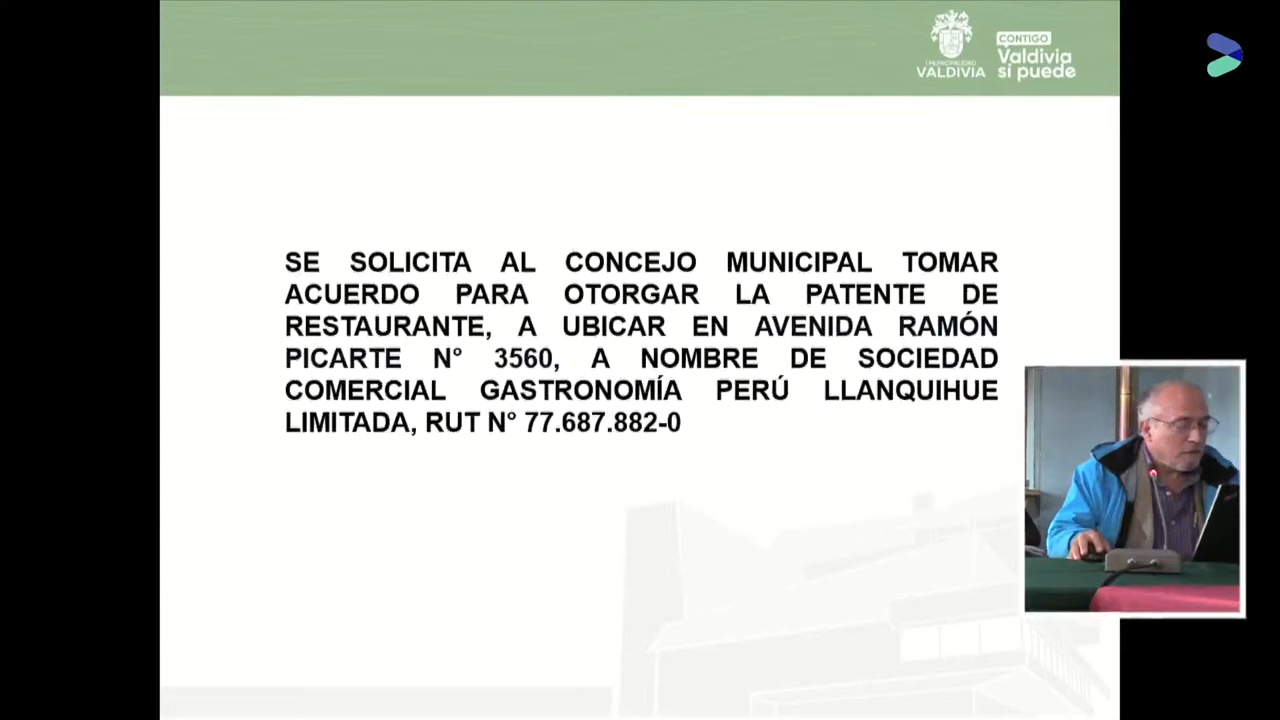 I. MUNICIPALIDAD
VALDIVIA
CONTIGO
Valdivia
sí puede
SE SOLICITA AL CONCEJO MUNICIPAL TOMAR
ACUERDO PARA OTORGAR LA PATENTE DE
RESTAURANTE, A UBICAR EN AVENIDA RAMÓN
PICARTE N° 3560, A NOMBRE DE SOCIEDAD
COMERCIAL GASTRONOMÍA PERÚ LLANQUIHUE
LIMITADA, RUT N° 77.687.882-0